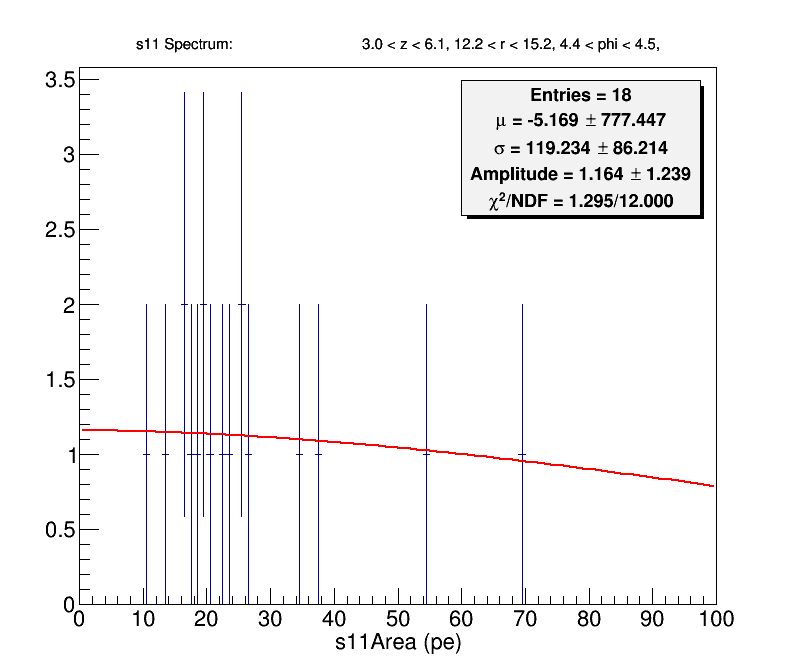 s11 Spectrum: 3.0 < z < 6.1, 12.2 < r < 15.2, 4.4 < phi < 4.5,
3.5
Entries = 18
μ = -5.169 ± 777.447
3
σ = 119.234 ± 86.214
Amplitude = 1.164 ± 1.239
χ²/NDF = 1.295/12.000
2.5
2
1.5
1
0.5
0
0 10 20 30 40 50 60 70 80 90 100
s11Area (pe)